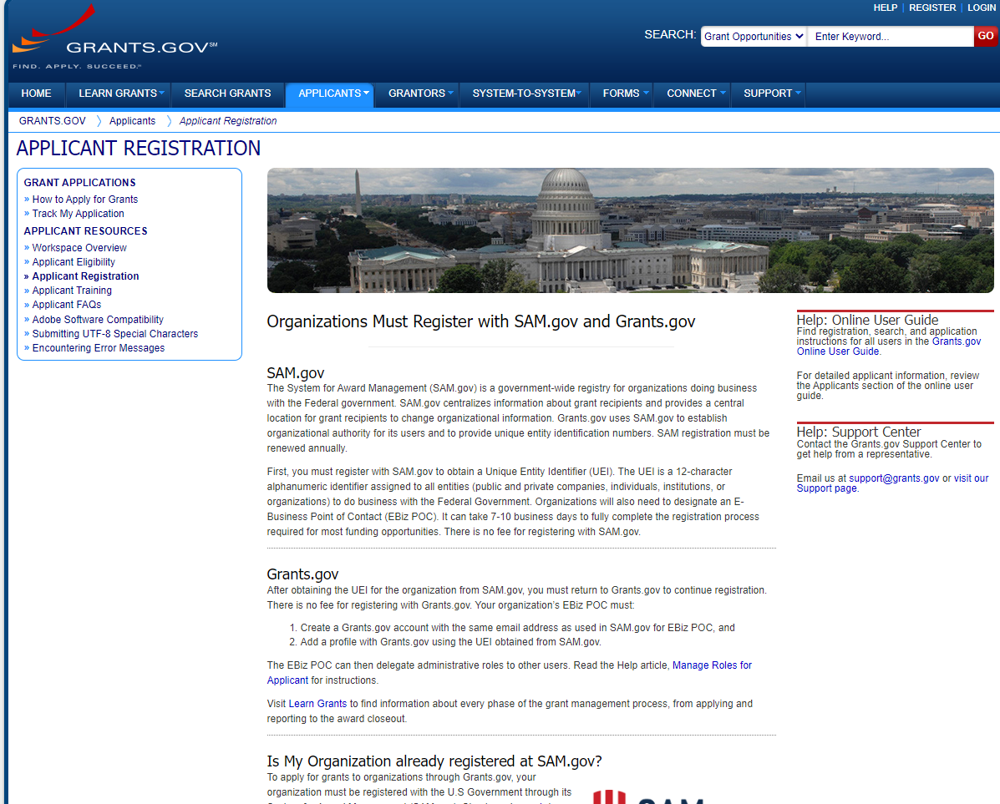 HELP | REGISTER | LOGIN
GRANTS.GOV℠
FIND. APPLY. SUCCEED.℠
SEARCH: Grant Opportunities Enter Keyword... GO
HOME LEARN GRANTS SEARCH GRANTS APPLICANTS GRANTORS SYSTEM-TO-SYSTEM FORMS CONNECT SUPPORT
GRANTS.GOV 〉 Applicants 〉 Applicant Registration
APPLICANT REGISTRATION
GRANT APPLICATIONS
» How to Apply for Grants
» Track My Application
APPLICANT RESOURCES
» Workspace Overview
» Applicant Eligibility
» Applicant Registration
» Applicant Training
» Applicant FAQs
» Adobe Software Compatibility
» Submitting UTF-8 Special Characters
» Encountering Error Messages
Organizations Must Register with SAM.gov and Grants.gov
SAM.gov
The System for Award Management (SAM.gov) is a government-wide registry for organizations doing business
with the Federal government. SAM.gov centralizes information about grant recipients and provides a central
location for grant recipients to change organizational information. Grants.gov uses SAM.gov to establish
organizational authority for its users and to provide unique entity identification numbers. SAM registration must be
renewed annually.
First, you must register with SAM.gov to obtain a Unique Entity Identifier (UEI). The UEI is a 12-character
alphanumeric identifier assigned to all entities (public and private companies, individuals, institutions, or
organizations) to do business with the Federal Government. Organizations will also need to designate an E-
Business Point of Contact (EBiz POC). It can take 7-10 business days to fully complete the registration process
required for most funding opportunities. There is no fee for registering with SAM.gov.
Grants.gov
After obtaining the UEI for the organization from SAM.gov, you must return to Grants.gov to continue registration.
There is no fee for registering with Grants.gov. Your organization's EBiz POC must:
1. Create a Grants.gov account with the same email address as used in SAM.gov for EBiz POC, and
2. Add a profile with Grants.gov using the UEI obtained from SAM.gov.
The EBiz POC can then delegate administrative roles to other users. Read the Help article, Manage Roles for
Applicant for instructions.
Visit Learn Grants to find information about every phase of the grant management process, from applying and
reporting to the award closeout.
Is My Organization already registered at SAM.gov?
To apply for grants to organizations through Grants.gov, your
organization must be registered with the U.S Government through its
SAM
Help: Online User Guide
Find registration, search, and application
instructions for all users in the Grants.gov
Online User Guide.
For detailed applicant information, review
the Applicants section of the online user
guide.
Help: Support Center
Contact the Grants.gov Support Center to
get help from a representative.
Email us at support@grants.gov or visit our
Support page.